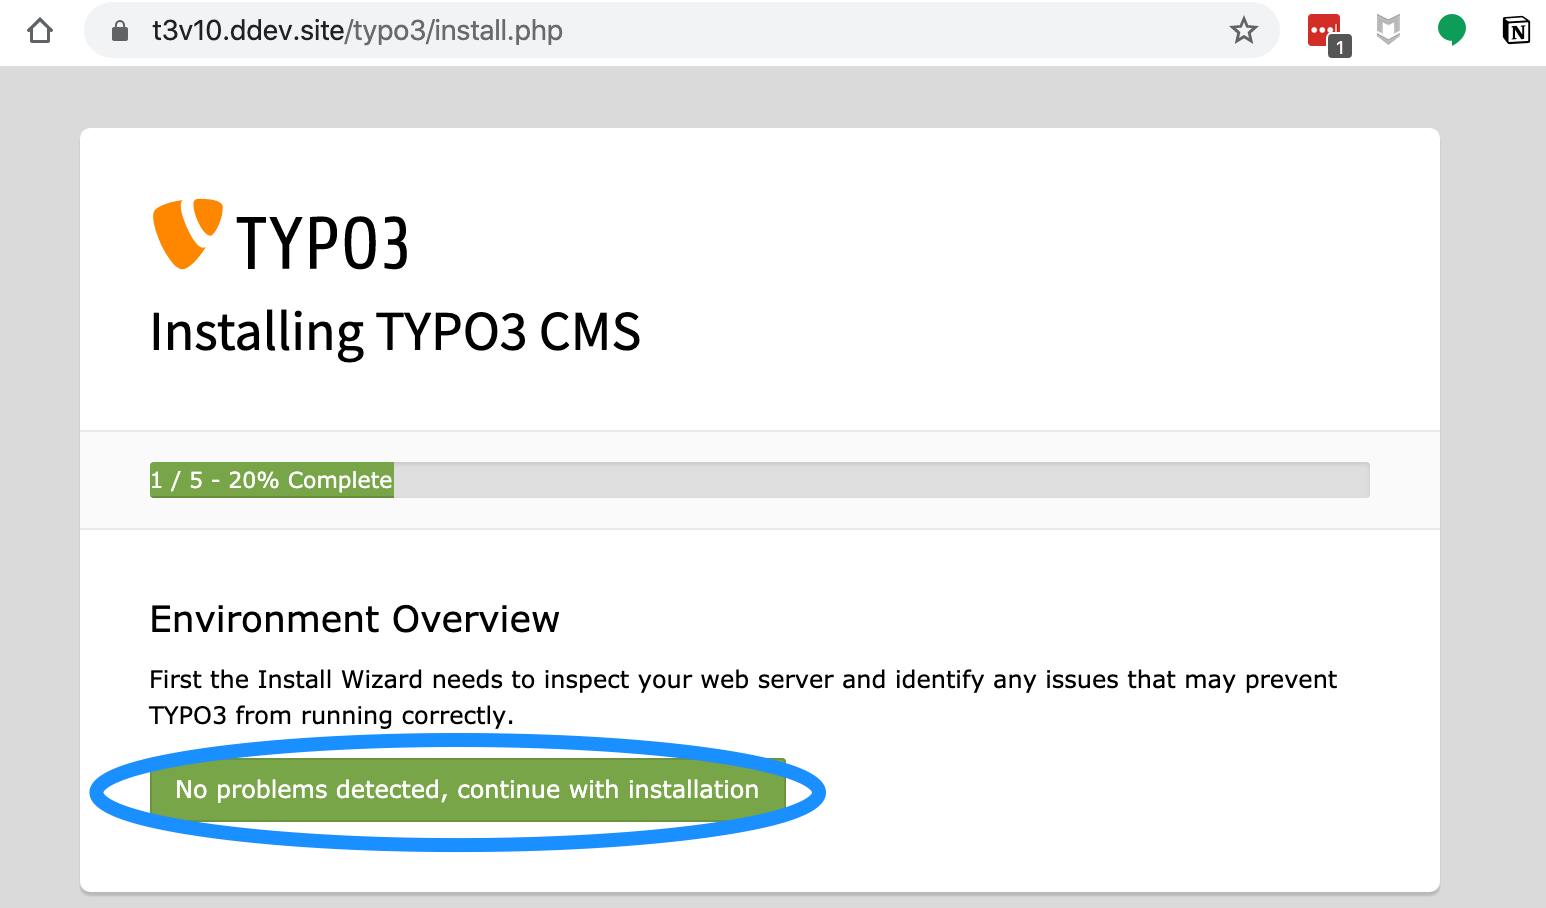 t3v10.ddev.site/typo3/install.php
1
N
TYPO3
Installing TYPO3 CMS
1 / 5 - 20% Complete
Environment Overview
First the Install Wizard needs to inspect your web server and identify any issues that may prevent
TYPO3 from running correctly.
No problems detected, continue with installation